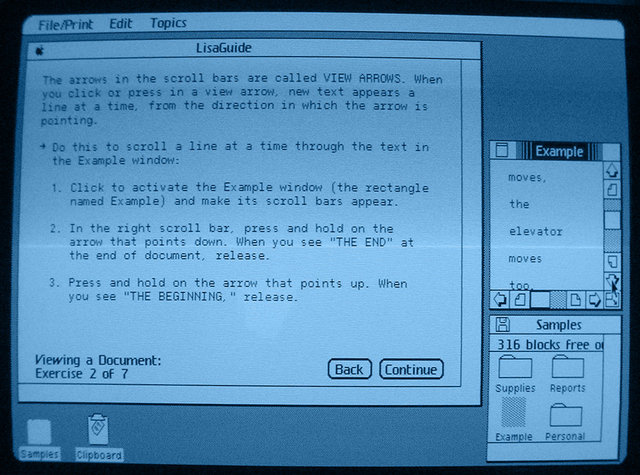 File/Print Edit Topics
LisaGuide
The arrows in the scroll bars are called VIEW ARROWS. When
you click or press in a view arrow, new text appears a
line at a time, from the direction in which the arrow is
pointing.
→ Do this to scroll a line at a time through the text in
the Example window:
1. Click to activate the Example window (the rectangle
named Example) and make its scroll bars appear.
2. In the right scroll bar, press and hold on the
arrow that points down. When you see "THE END" at
the end of document, release.
3. Press and hold on the arrow that points up. When
you see "THE BEGINNING," release.
Viewing a Document:
Exercise 2 of 7
Back Continue
Example
moves,
the
elevator
moves
too
Samples
316 blocks free o
Supplies Reports
Example Personal
Samples Clipboard